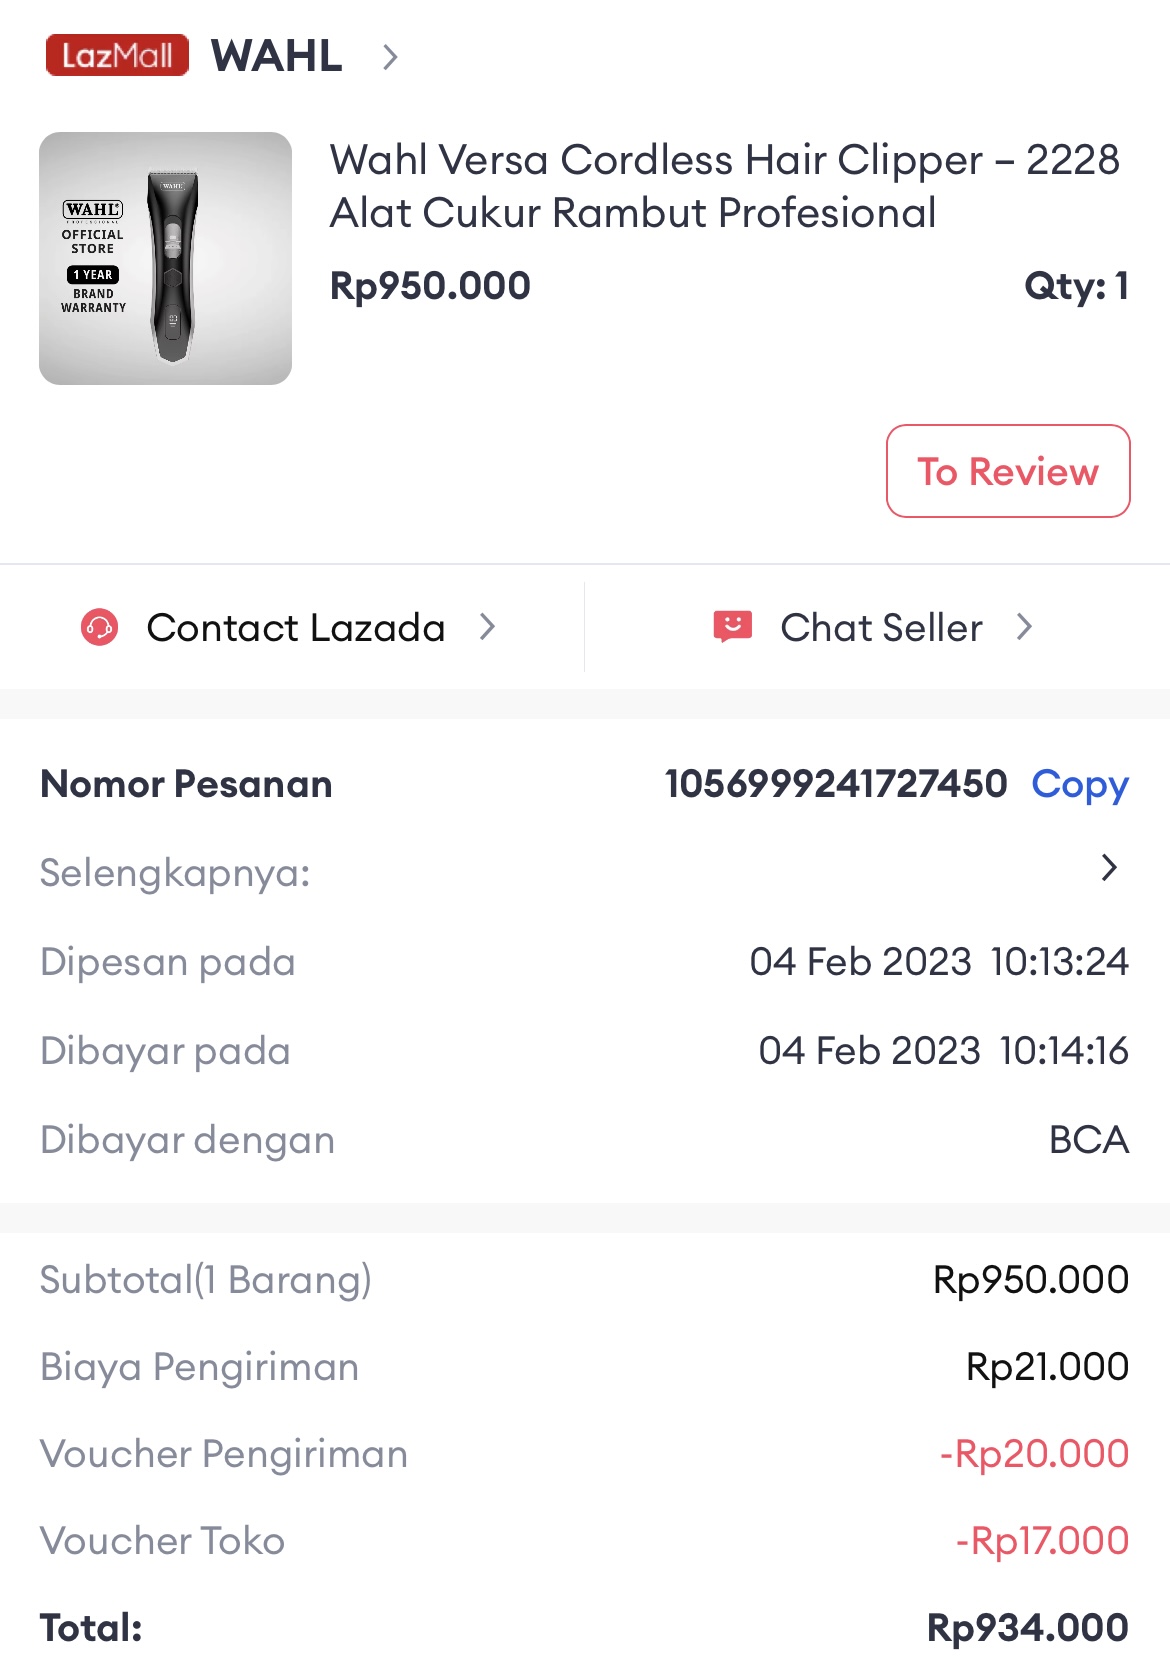 LazMall WAHL
Wahl Versa Cordless Hair Clipper – 2228
Alat Cukur Rambut Profesional
Rp950.000 Qty: 1
WAHL
WAHL
PROFESSIONAL
OFFICIAL
STORE
1 YEAR
BRAND
WARRANTY
To Review
Contact Lazada
Chat Seller
Nomor Pesanan 1056999241727450 Copy
Selengkapnya:
Dipesan pada 04 Feb 2023 10:13:24
Dibayar pada 04 Feb 2023 10:14:16
Dibayar dengan BCA
Subtotal(1 Barang) Rp950.000
Biaya Pengiriman Rp21.000
Voucher Pengiriman -Rp20.000
Voucher Toko -Rp17.000
Total: Rp934.000